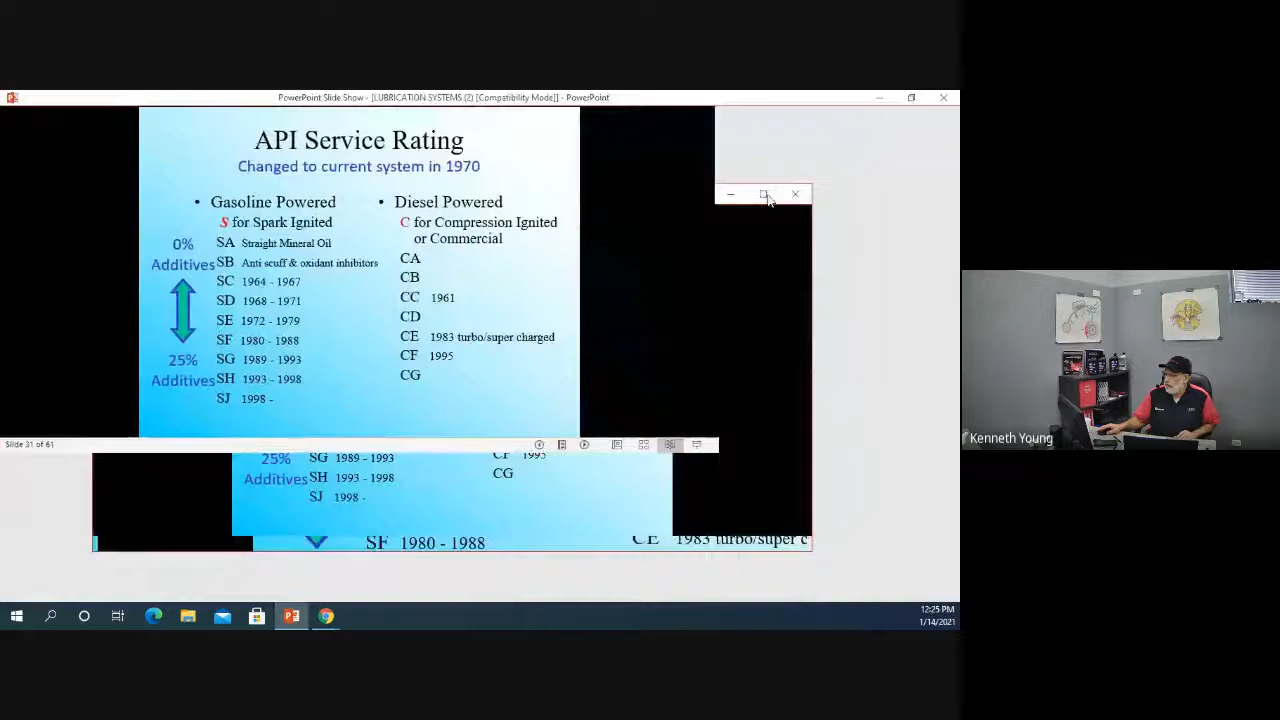 PowerPoint Slide Show - [LUBRICATION SYSTEMS (2) [Compatibility Mode]] - PowerPoint
API Service Rating
Changed to current system in 1970
• Gasoline Powered
S for Spark Ignited
0%
Additives
SA Straight Mineral Oil
SB Anti scuff & oxidant inhibitors
SC 1964 - 1967
SD 1968 - 1971
SE 1972 - 1979
SF 1980 - 1988
25%
Additives
SG 1989 - 1993
SH 1993 - 1998
SJ 1998 -
• Diesel Powered
C for Compression Ignited
or Commercial
CA
CB
CC 1961
CD
CE 1983 turbo/super charged
CF 1995
CG
Slide 31 of 61
25%
Additives
SG 1989 - 1993
SH 1993 - 1998
SJ 1998 -
CF 1995
CG
SF 1980 - 1988
CE 1983 turbo/super c
Kenneth Young
12:25 PM
1/14/2021